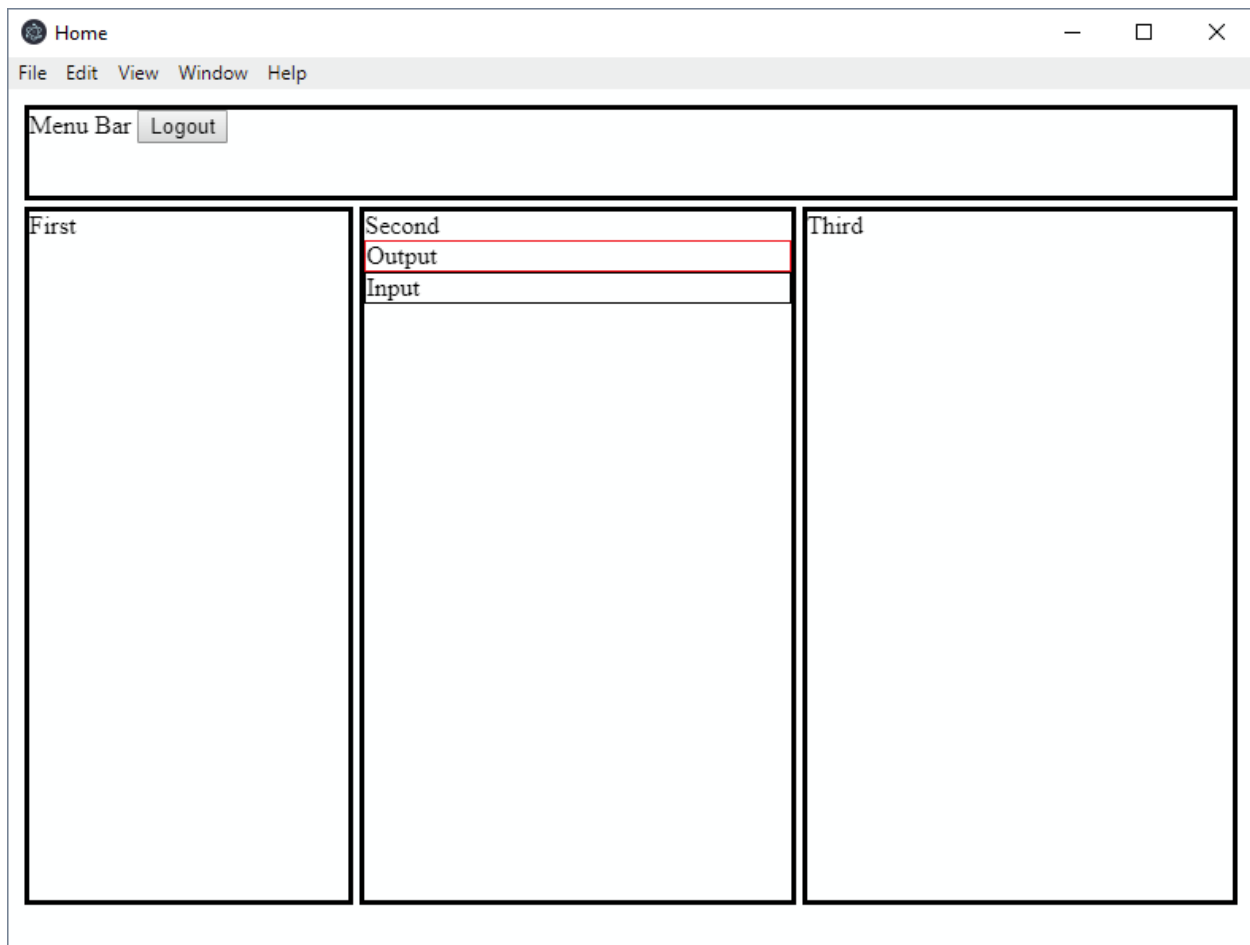 Home
File Edit View Window Help
Menu Bar Logout
First
Second
Output
Input
Third